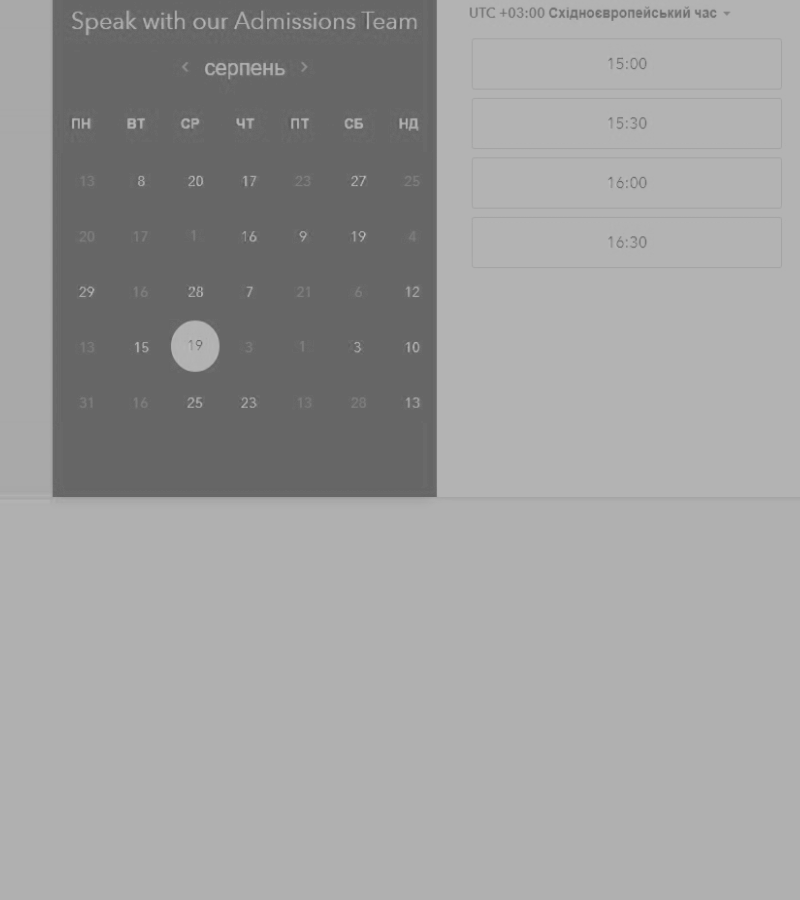 Speak with our Admissions Team
серпень
ПН ВТ СР ЧТ ПТ СБ НД
13 8 20 17 23 27 25
20 17 1 16 9 19 4
29 16 28 7 21 6 12
13 15 19 3 1 3 10
31 16 25 23 13 28 13
UTC +03:00 Східноєвропейський час
15:00
15:30
16:00
16:30